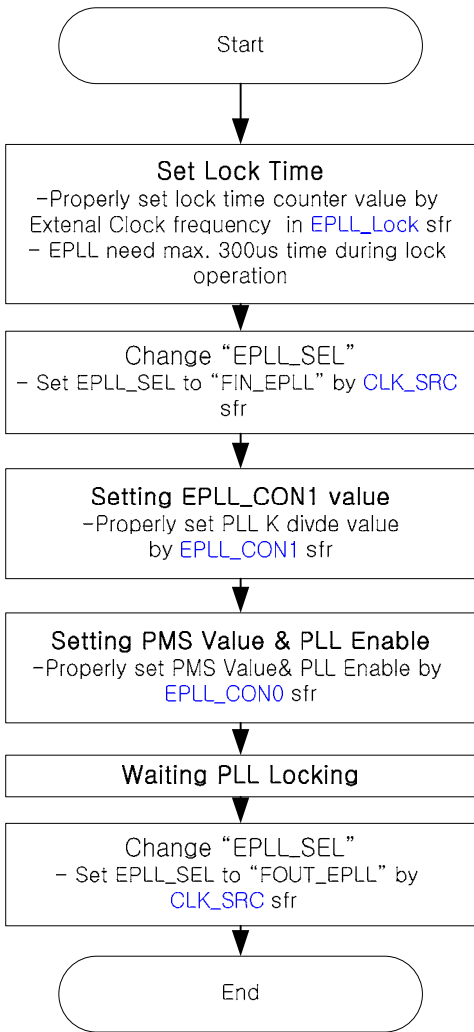 Start
Set Lock Time
-Properly set lock time counter value by
Extenal Clock frequency in EPLL_Lock sfr
- EPLL need max. 300us time during lock
operation
Change “EPLL_SEL”
- Set EPLL_SEL to “FIN_EPLL” by CLK_SRC
sfr
Setting EPLL_CON1 value
-Properly set PLL K divde value
by EPLL_CON1 sfr
Setting PMS Value & PLL Enable
-Properly set PMS Value& PLL Enable by
EPLL_CON0 sfr
Waiting PLL Locking
Change “EPLL_SEL”
- Set EPLL_SEL to “FOUT_EPLL” by
CLK_SRC sfr
End